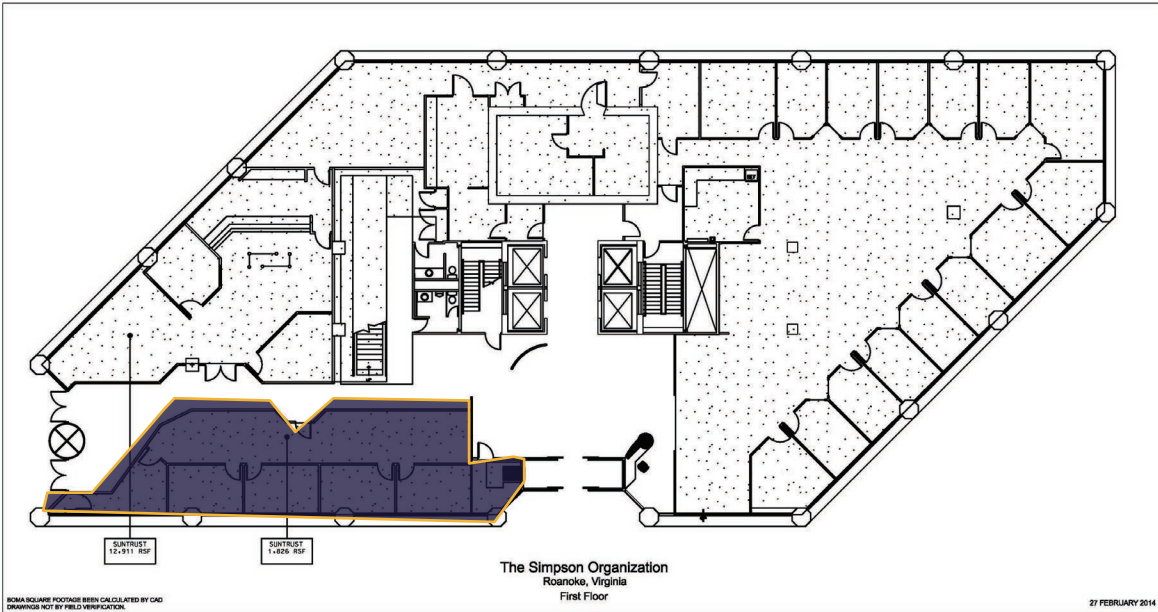 SUNTRUST
12,911 RSF
SUNTRUST
1,826 RSF
The Simpson Organization
Roanoke, Virginia
First Floor
BOMA SQUARE FOOTAGE BEEN CALCULATED BY CAD
DRAWINGS NOT BY FIELD VERIFICATION.
27 FEBRUARY 2014